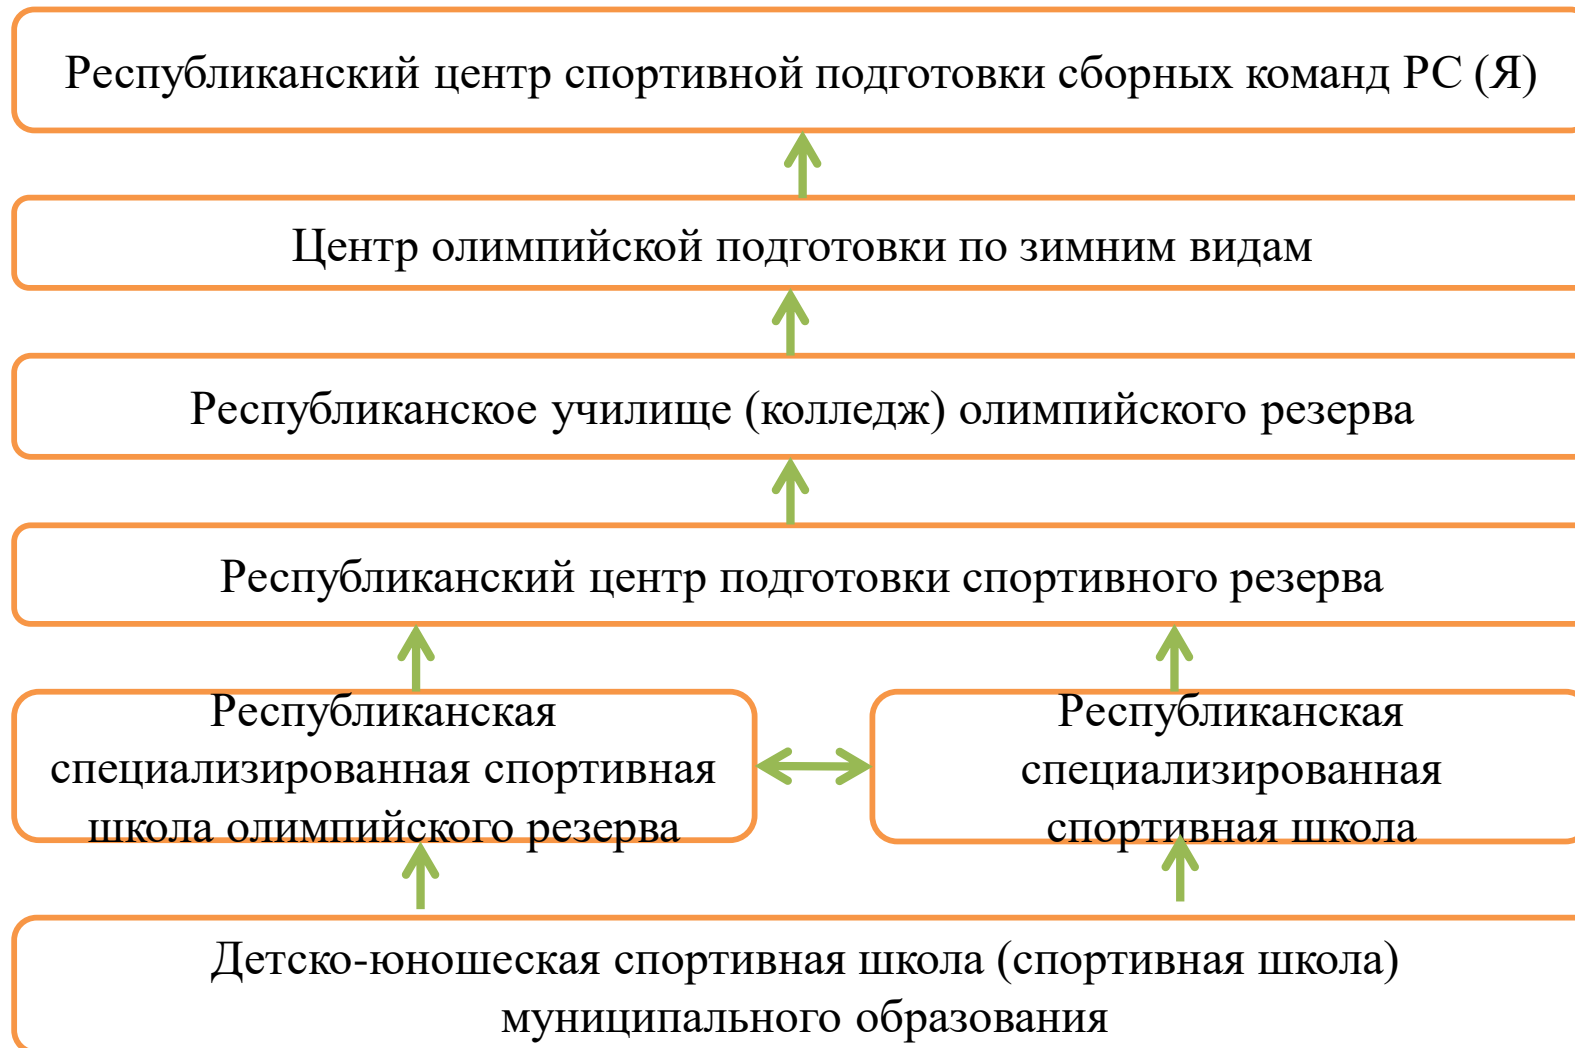 Республиканский центр спортивной подготовки сборных команд РС (Я)
Центр олимпийской подготовки по зимним видам
Республиканское училище (колледж) олимпийского резерва
Республиканский центр подготовки спортивного резерва
Республиканская
специализированная спортивная
школа олимпийского резерва
Республиканская
специализированная
спортивная школа
Детско-юношеская спортивная школа (спортивная школа)
муниципального образования